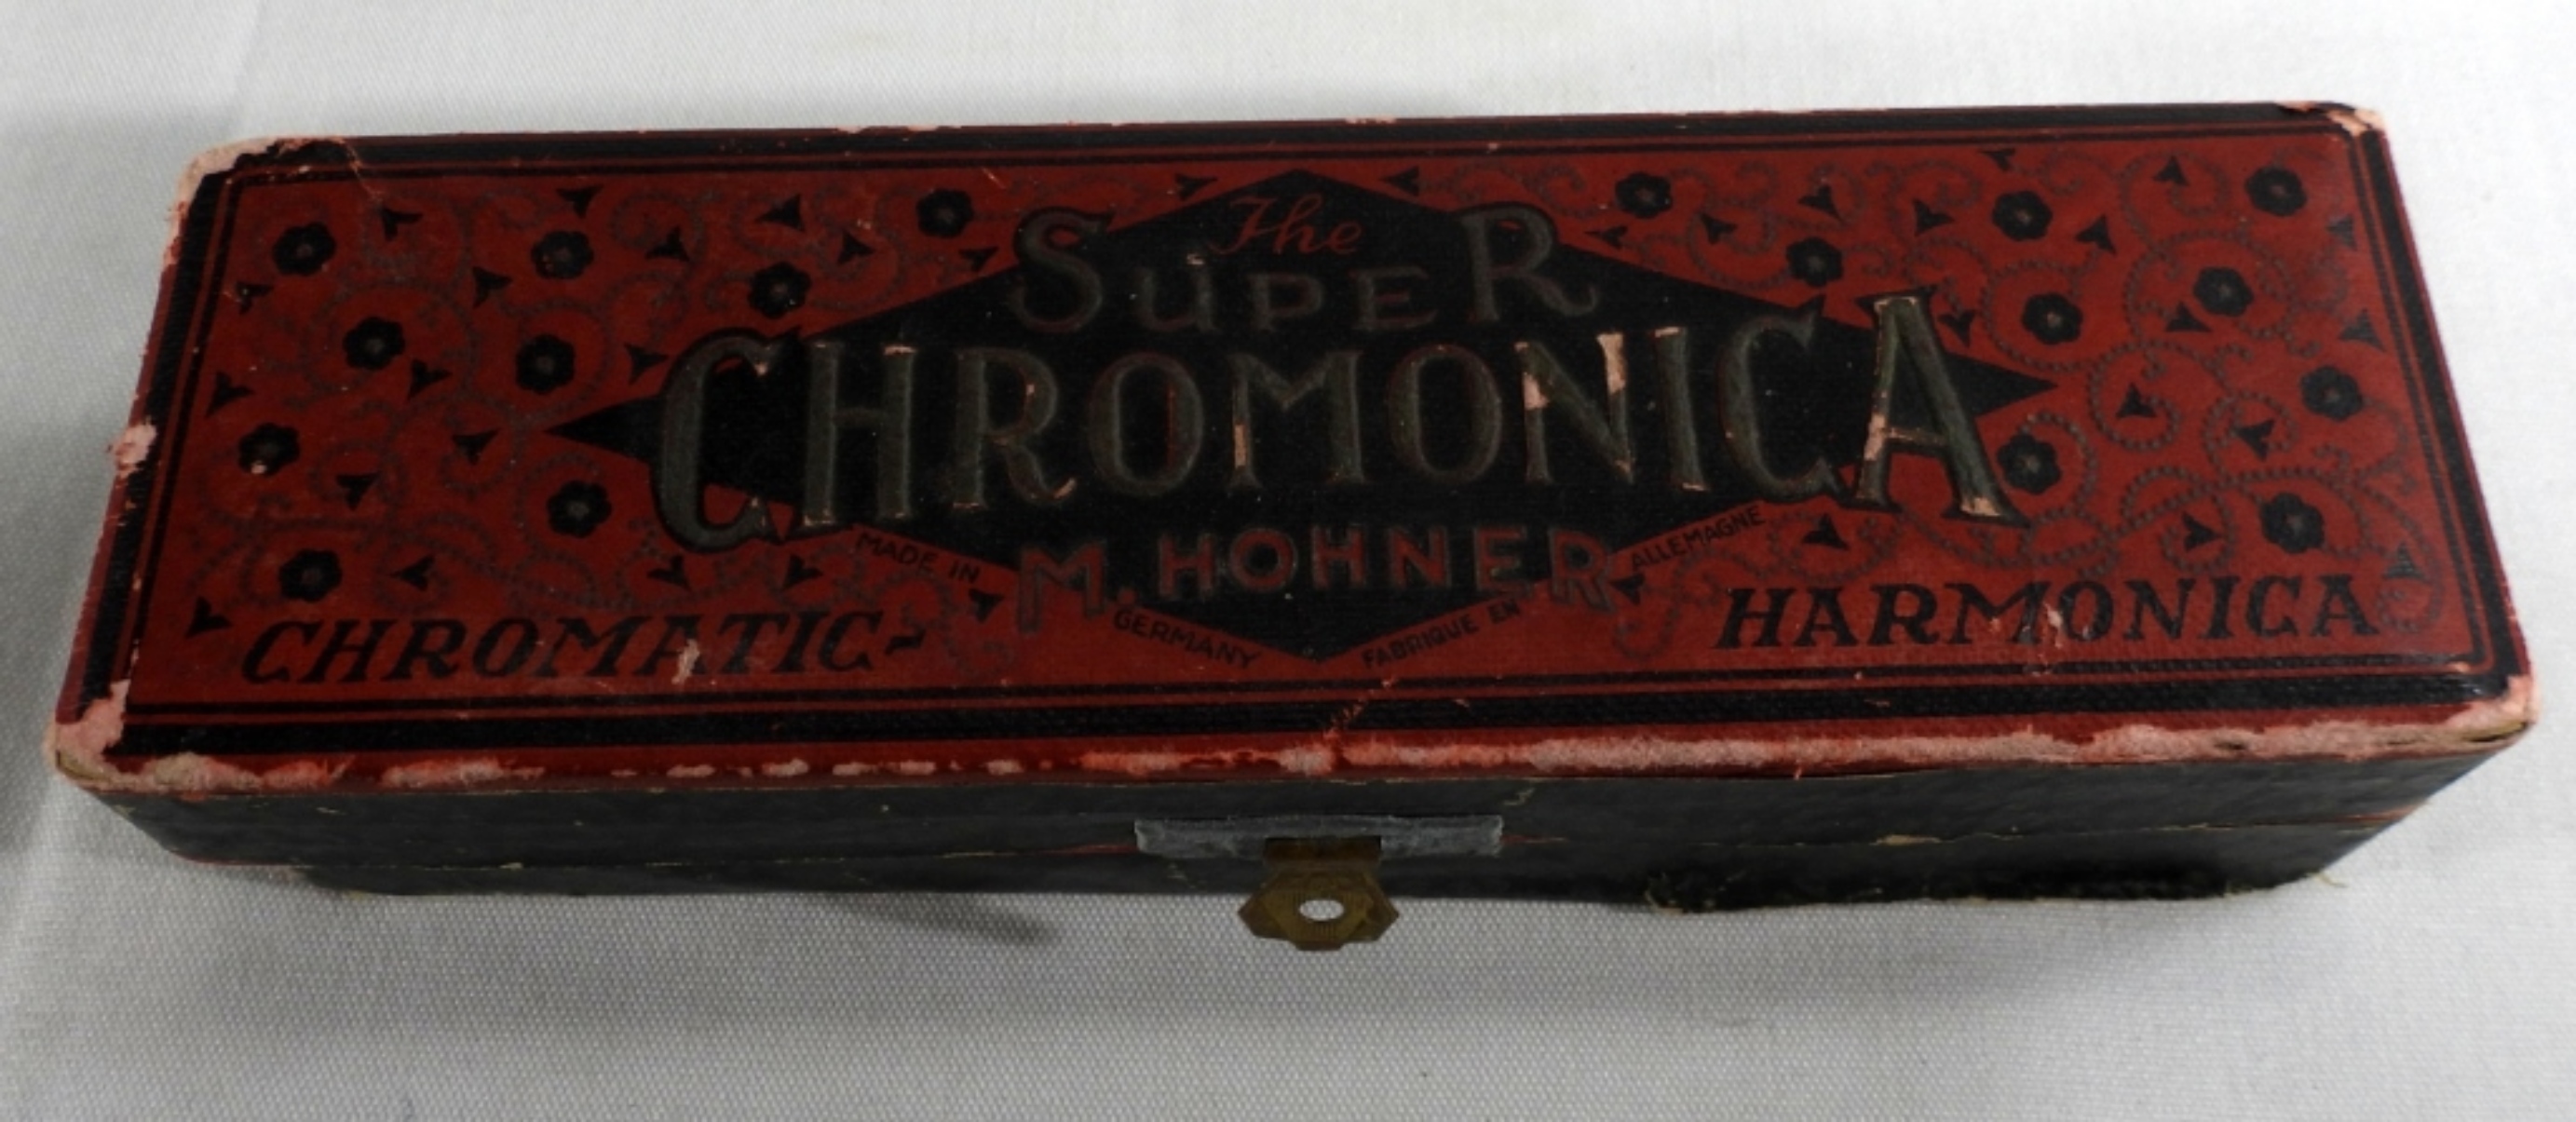 The
SUPER
CHROMONICA
M. HOHNER
MADE IN GERMANY
FABRIQUE EN ALLEMAGNE
CHROMATIC-
HARMONICA